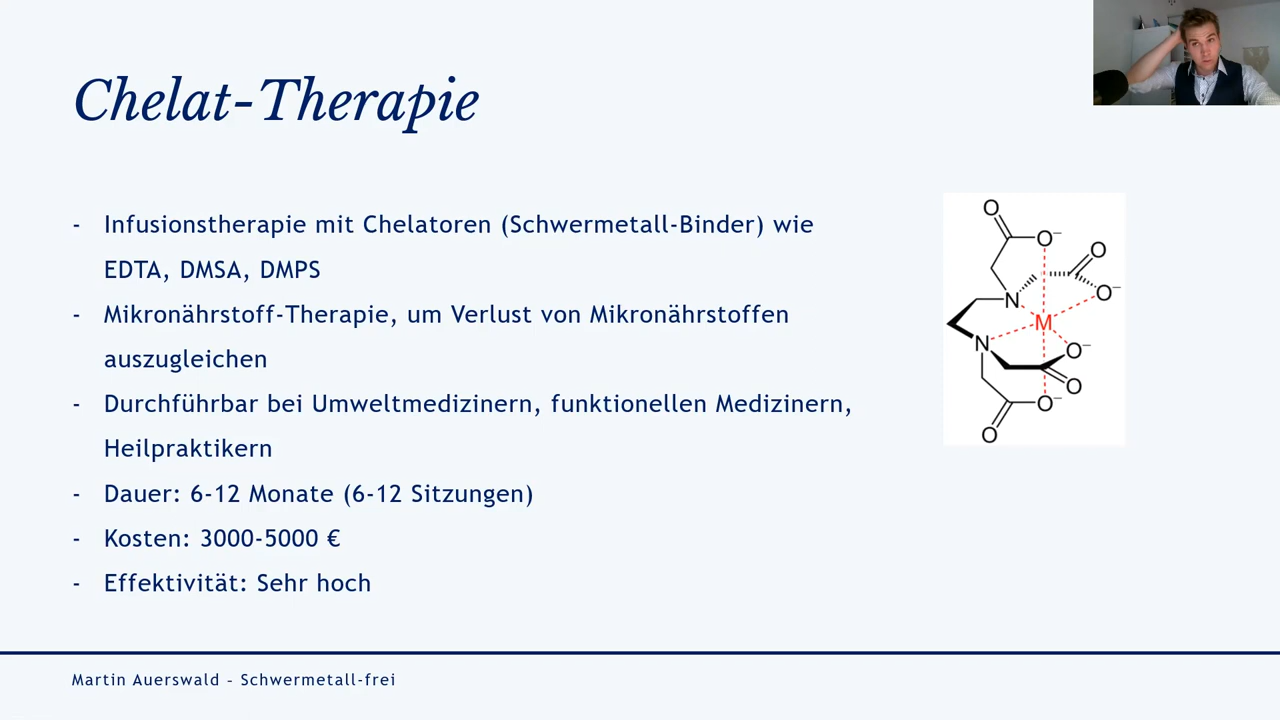 Chelat-Therapie
- Infusionstherapie mit Chelatoren (Schwermetall-Binder) wie
EDTA, DMSA, DMPS
- Mikronährstoff-Therapie, um Verlust von Mikronährstoffen
auszugleichen
- Durchführbar bei Umweltmedizinern, funktionellen Medizinern,
Heilpraktikern
- Dauer: 6-12 Monate (6-12 Sitzungen)
- Kosten: 3000-5000 €
- Effektivität: Sehr hoch
O
O⁻
O
O⁻
N
M
N
O⁻
O
O⁻
O
Martin Auerswald – Schwermetall-frei